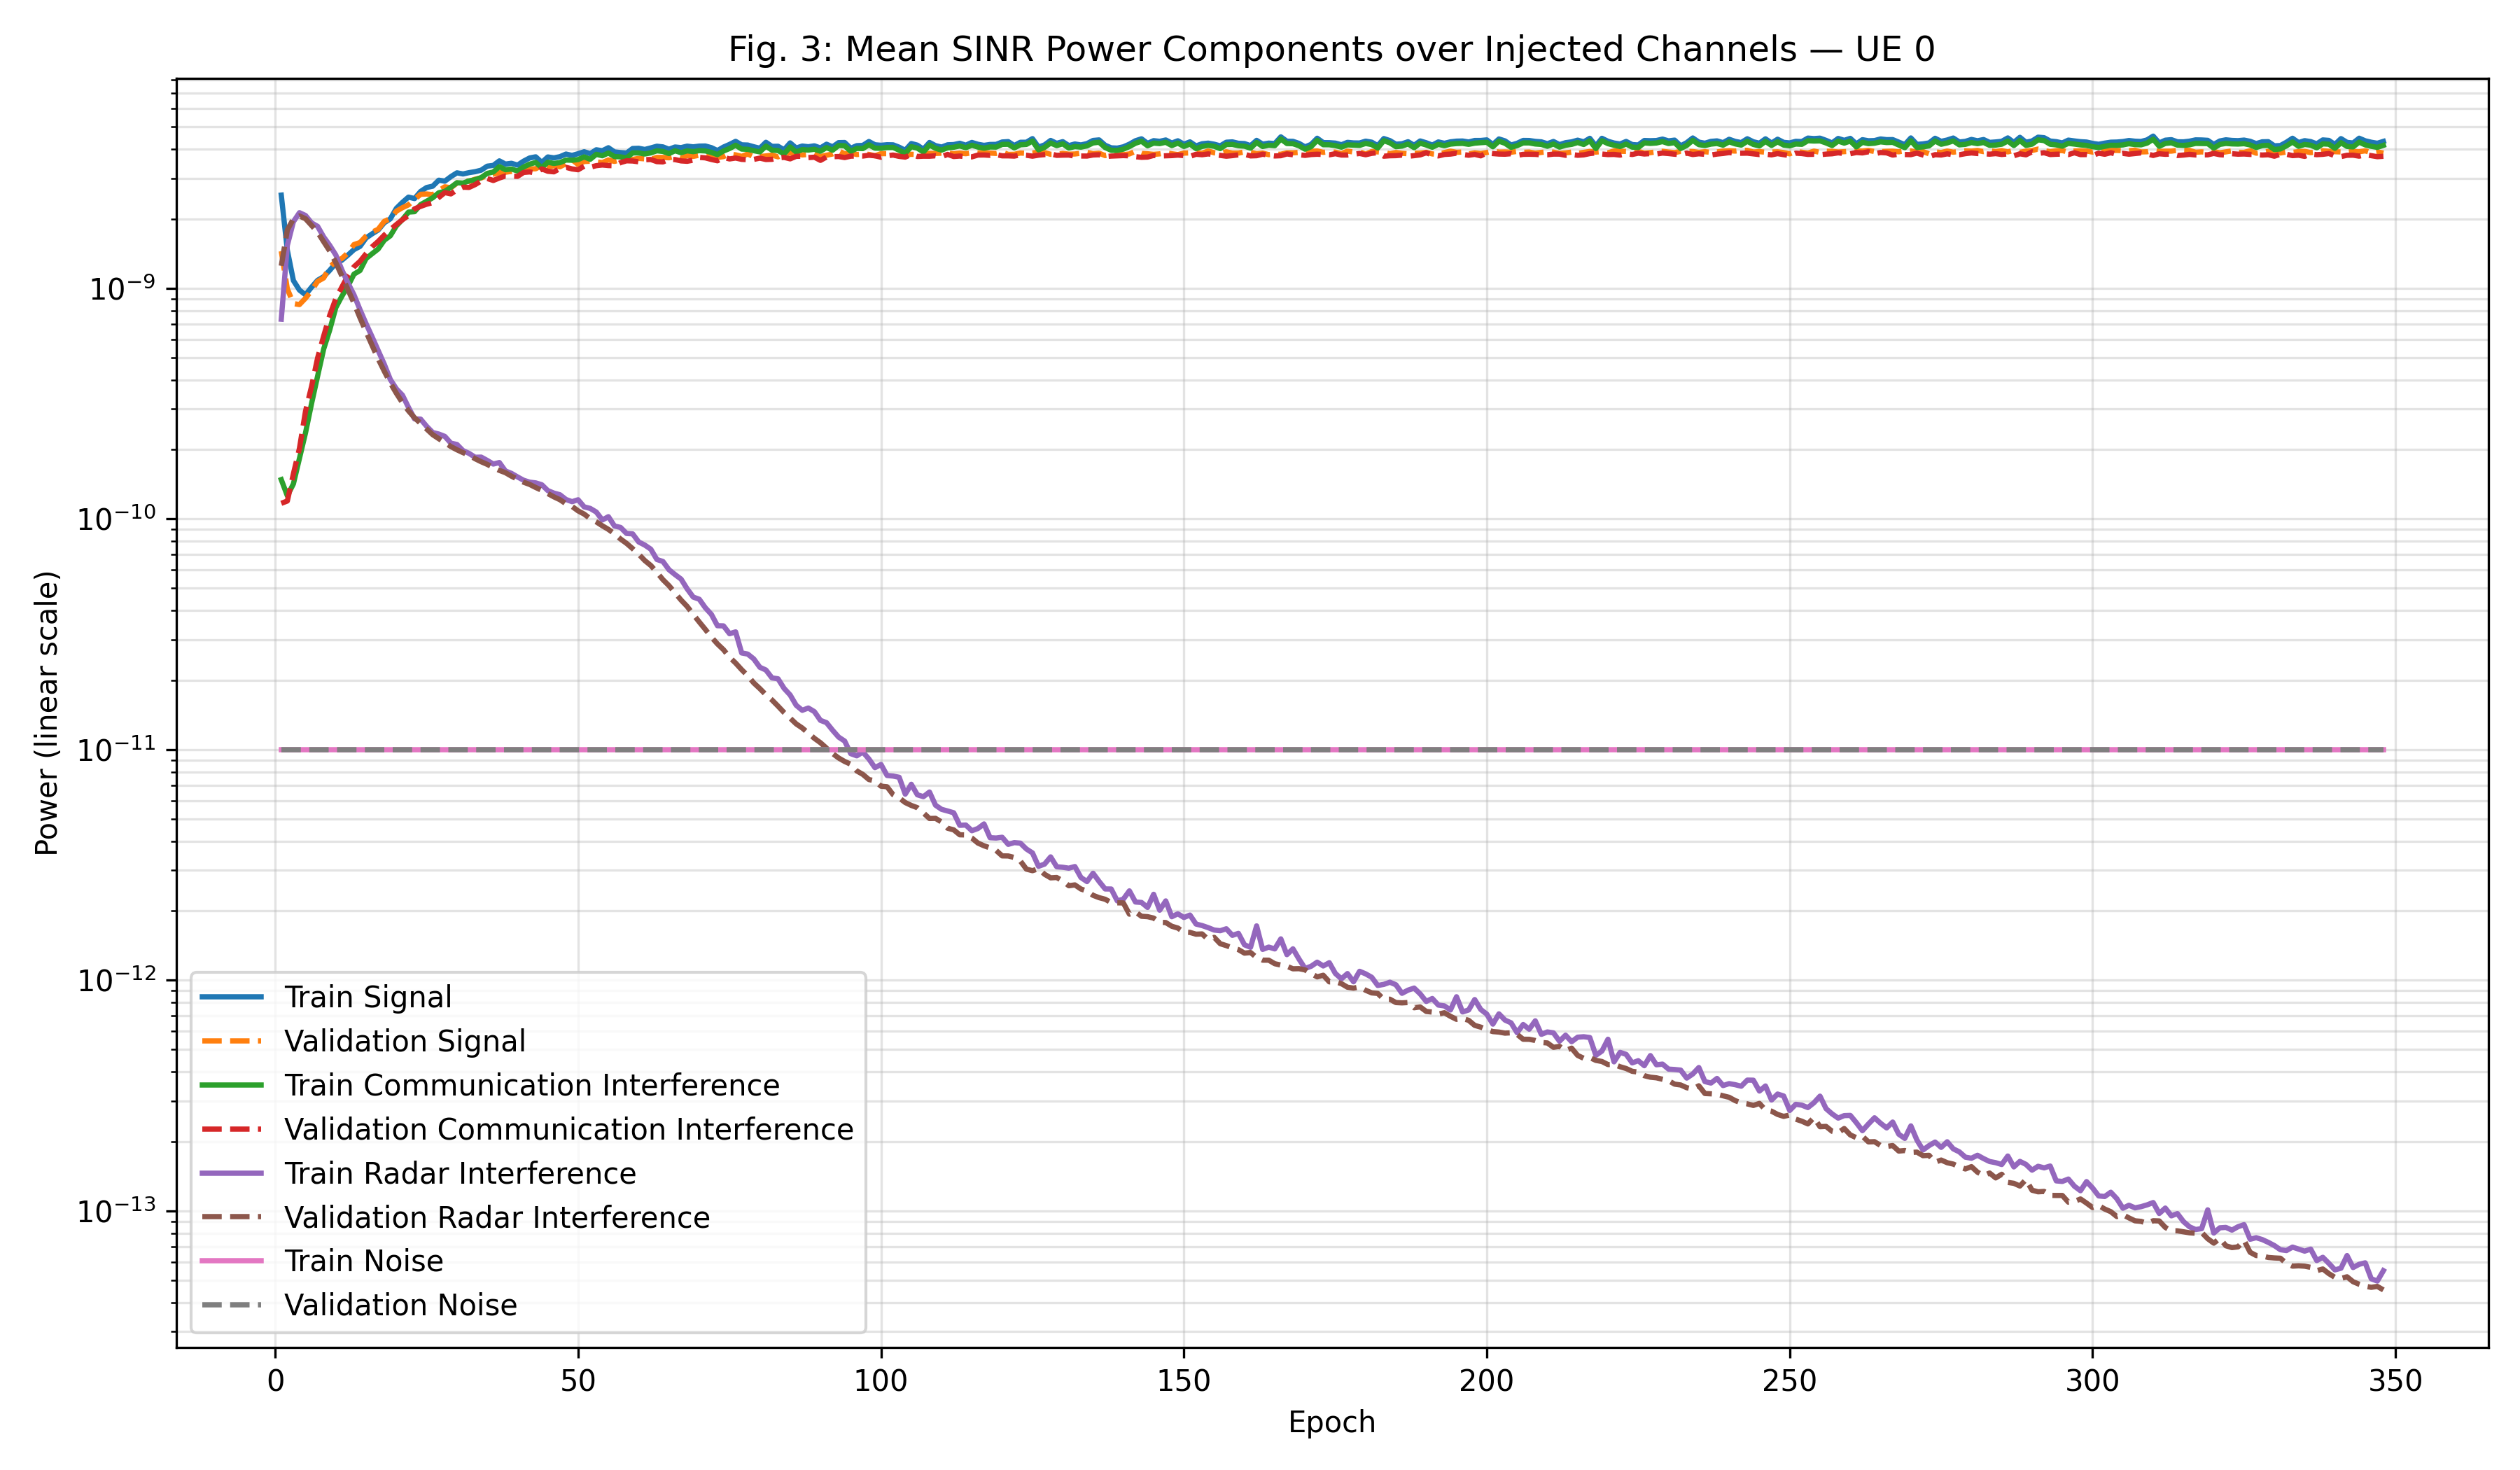 Fig. 3: Mean SINR Power Components over Injected Channels — UE 0
Power (linear scale)
10⁻⁹
10⁻¹⁰
10⁻¹¹
10⁻¹²
10⁻¹³
Train Signal
Validation Signal
Train Communication Interference
Validation Communication Interference
Train Radar Interference
Validation Radar Interference
Train Noise
Validation Noise
0 50 100 150 200 250 300 350
Epoch